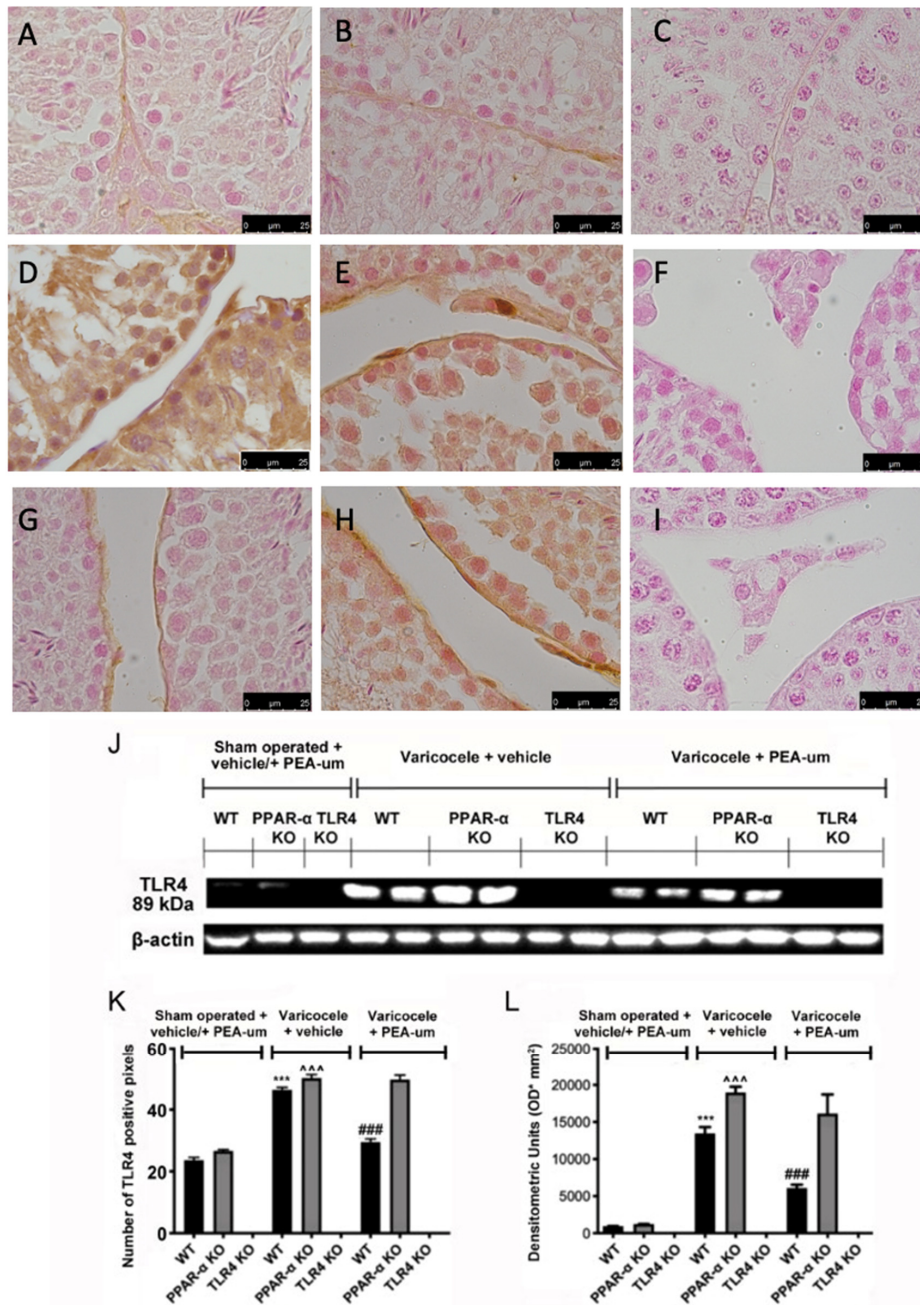 A
B
C
0 µm 25
0 µm 25
0 µm 25
D
E
F
0 µm 25
0 µm 25
0 µm
G
H
I
0 µm 25
0 µm 25
0 µm 2
J
Sham operated +
vehicle/+ PEA-um
Varicocele + vehicle
Varicocele + PEA-um
WT PPAR-α TLR4
KO KO
WT
PPAR-α
KO
TLR4
KO
WT
PPAR-α
KO
TLR4
KO
TLR4
89 kDa
β-actin
K
Sham operated +
vehicle/+ PEA-um
Varicocele
+ vehicle
Varicocele
+ PEA-um
Number of TLR4 positive pixels
60
40
20
0
***
^^^
###
WT
PPAR-α KO
TLR4 KO
WT
PPAR-α KO
TLR4 KO
WT
PPAR-α KO
TLR4 KO
L
Sham operated +
vehicle/+ PEA-um
Varicocele
+ vehicle
Varicocele
+ PEA-um
Densitometric Units (OD* mm²)
25000
20000
15000
10000
5000
0
***
^^^
###
WT
PPAR-α KO
TLR4 KO
WT
PPAR-α KO
TLR4 KO
WT
PPAR-α KO
TLR4 KO